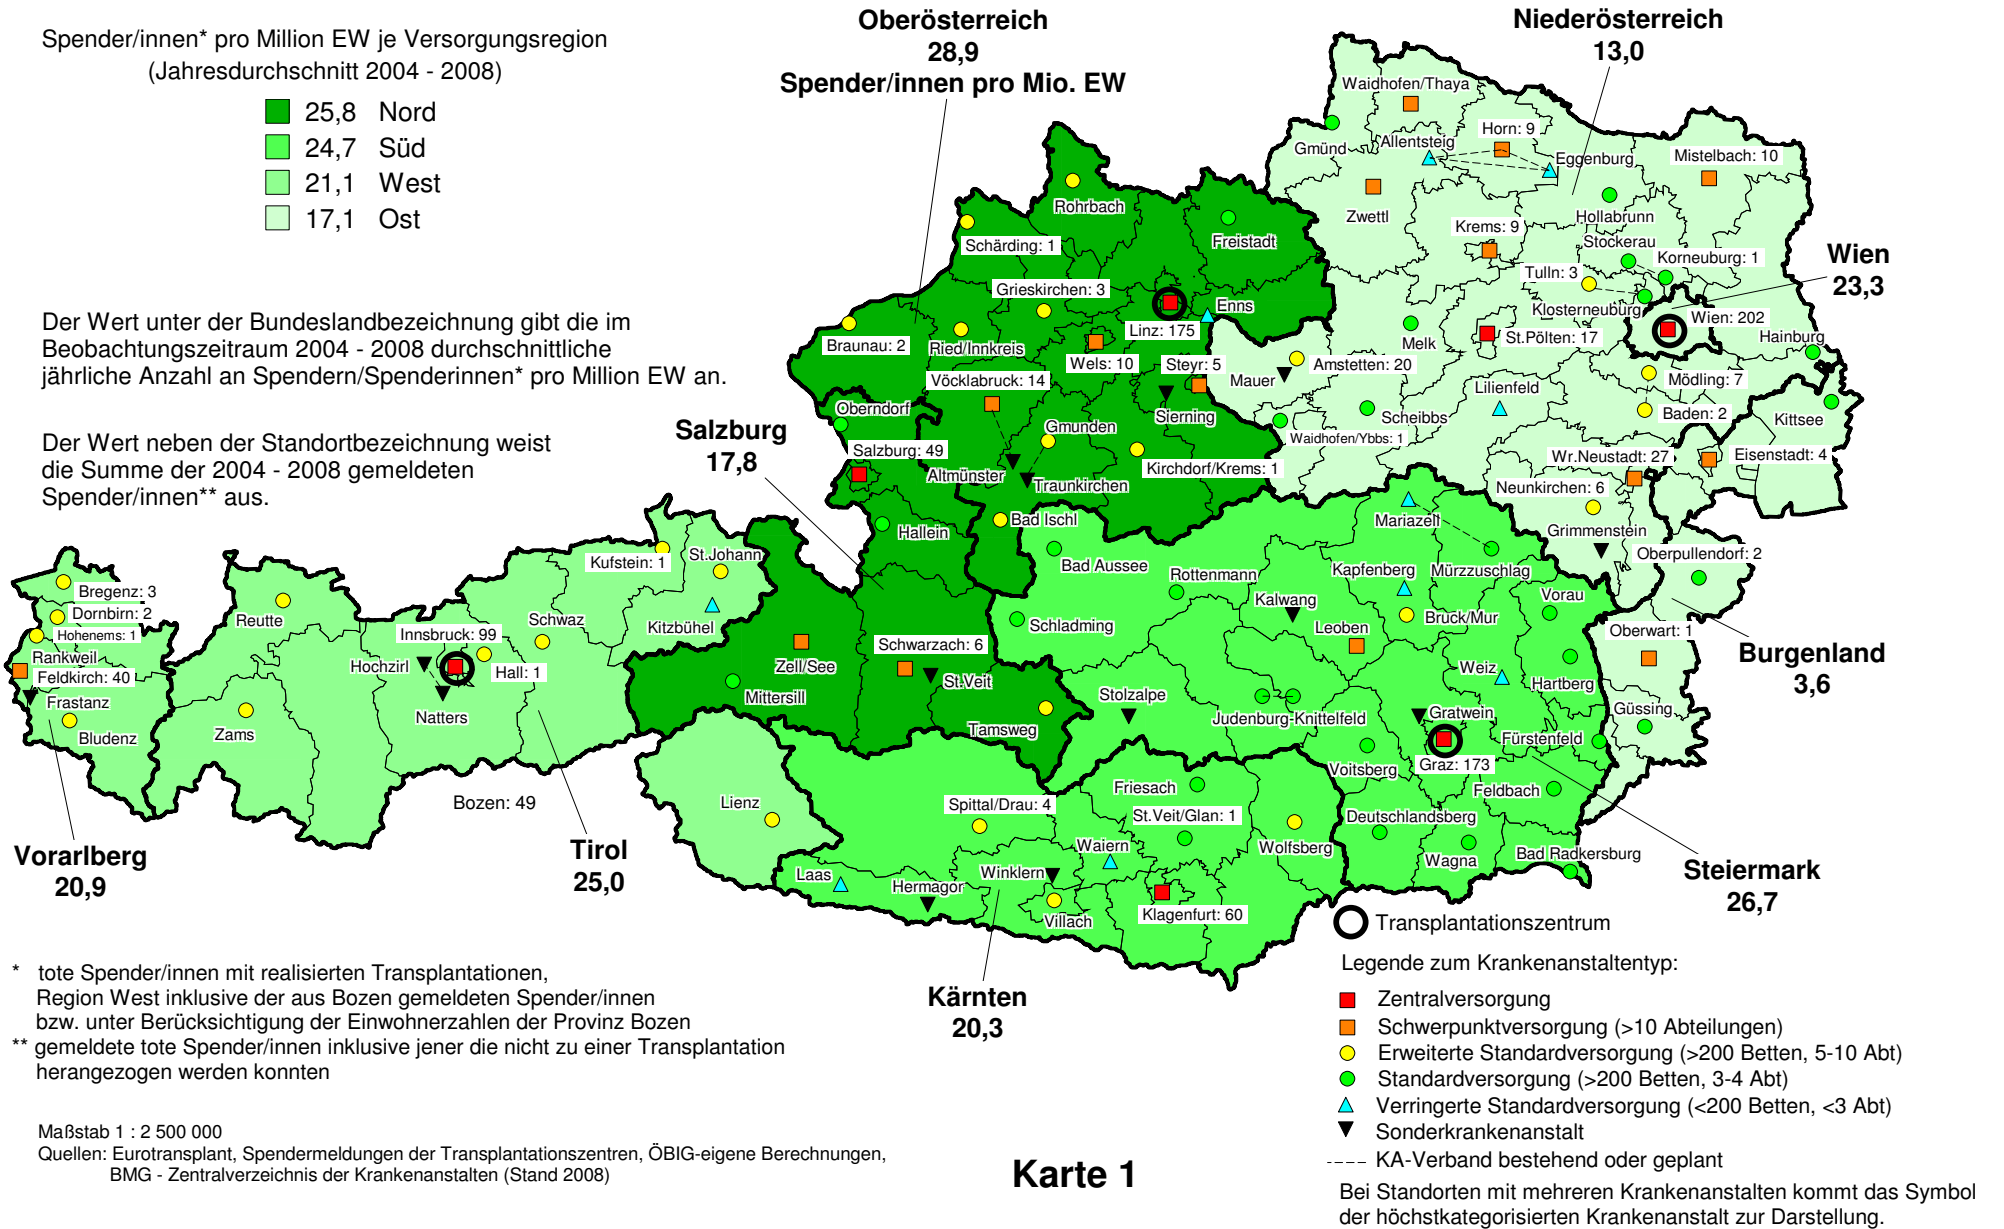 Spender/innen* pro Million EW je Versorgungsregion
(Jahresdurchschnitt 2004 - 2008)
25,8 Nord
24,7 Süd
21,1 West
17,1 Ost
Der Wert unter der Bundeslandbezeichnung gibt die im
Beobachtungszeitraum 2004 - 2008 durchschnittliche
jährliche Anzahl an Spendern/Spenderinnen* pro Million EW an.
Der Wert neben der Standortbezeichnung weist
die Summe der 2004 - 2008 gemeldeten
Spender/innen** aus.
Oberösterreich
28,9
Spender/innen pro Mio. EW
Niederösterreich
13,0
Wien
23,3
Salzburg
17,8
Burgenland
3,6
Steiermark
26,7
Kärnten
20,3
Tirol
25,0
Vorarlberg
20,9
Waidhofen/Thaya
Gmünd
Allentsteig
Horn: 9
Eggenburg
Mistelbach: 10
Zwettl
Hollabrunn
Krems: 9
Stockerau
Korneuburg: 1
Tulln: 3
Klosterneuburg
Wien: 202
Hainburg
Melk
St.Pölten: 17
Mauer
Amstetten: 20
Lilienfeld
Mödling: 7
Baden: 2
Kittsee
Scheibbs
Waidhofen/Ybbs: 1
Wr.Neustadt: 27
Eisenstadt: 4
Neunkirchen: 6
Grimmenstein
Oberpullendorf: 2
Oberwart: 1
Güssing
Rohrbach
Schärding: 1
Freistadt
Grieskirchen: 3
Enns
Linz: 175
Braunau: 2
Ried/Innkreis
Wels: 10
Steyr: 5
Vöcklabruck: 14
Sierning
Oberndorf
Gmunden
Salzburg: 49
Altmünster
Traunkirchen
Kirchdorf/Krems: 1
Hallein
Bad Ischl
Bad Aussee
Mariazell
Rottenmann
Kapfenberg
Mürzzuschlag
Kalwang
Vorau
Schladming
Leoben
Bruck/Mur
Weiz
Hartberg
Stolzalpe
Judenburg-Knittelfeld
Gratwein
Fürstenfeld
Voitsberg
Graz: 173
Feldbach
Deutschlandsberg
Wagna
Bad Radkersburg
Kufstein: 1
St.Johann
Kitzbühel
Zell/See
Schwarzach: 6
St.Veit
Mittersill
Tamsweg
Bregenz: 3
Dornbirn: 2
Hohenems: 1
Rankweil
Feldkirch: 40
Frastanz
Bludenz
Reutte
Zams
Innsbruck: 99
Schwaz
Hochzirl
Hall: 1
Natters
Bozen: 49
Lienz
Spittal/Drau: 4
Friesach
St.Veit/Glan: 1
Wolfsberg
Waiern
Laas
Hermagor
Winklern
Villach
Klagenfurt: 60
* tote Spender/innen mit realisierten Transplantationen,
Region West inklusive der aus Bozen gemeldeten Spender/innen
bzw. unter Berücksichtigung der Einwohnerzahlen der Provinz Bozen
** gemeldete tote Spender/innen inklusive jener die nicht zu einer Transplantation
herangezogen werden konnten
Maßstab 1 : 2 500 000
Quellen: Eurotransplant, Spendermeldungen der Transplantationszentren, ÖBIG-eigene Berechnungen,
BMG - Zentralverzeichnis der Krankenanstalten (Stand 2008)
Karte 1
Transplantationszentrum
Legende zum Krankenanstaltentyp:
Zentralversorgung
Schwerpunktversorgung (>10 Abteilungen)
Erweiterte Standardversorgung (>200 Betten, 5-10 Abt)
Standardversorgung (>200 Betten, 3-4 Abt)
Verringerte Standardversorgung (<200 Betten, <3 Abt)
Sonderkrankenanstalt
---- KA-Verband bestehend oder geplant
Bei Standorten mit mehreren Krankenanstalten kommt das Symbol
der höchstkategorisierten Krankenanstalt zur Darstellung.